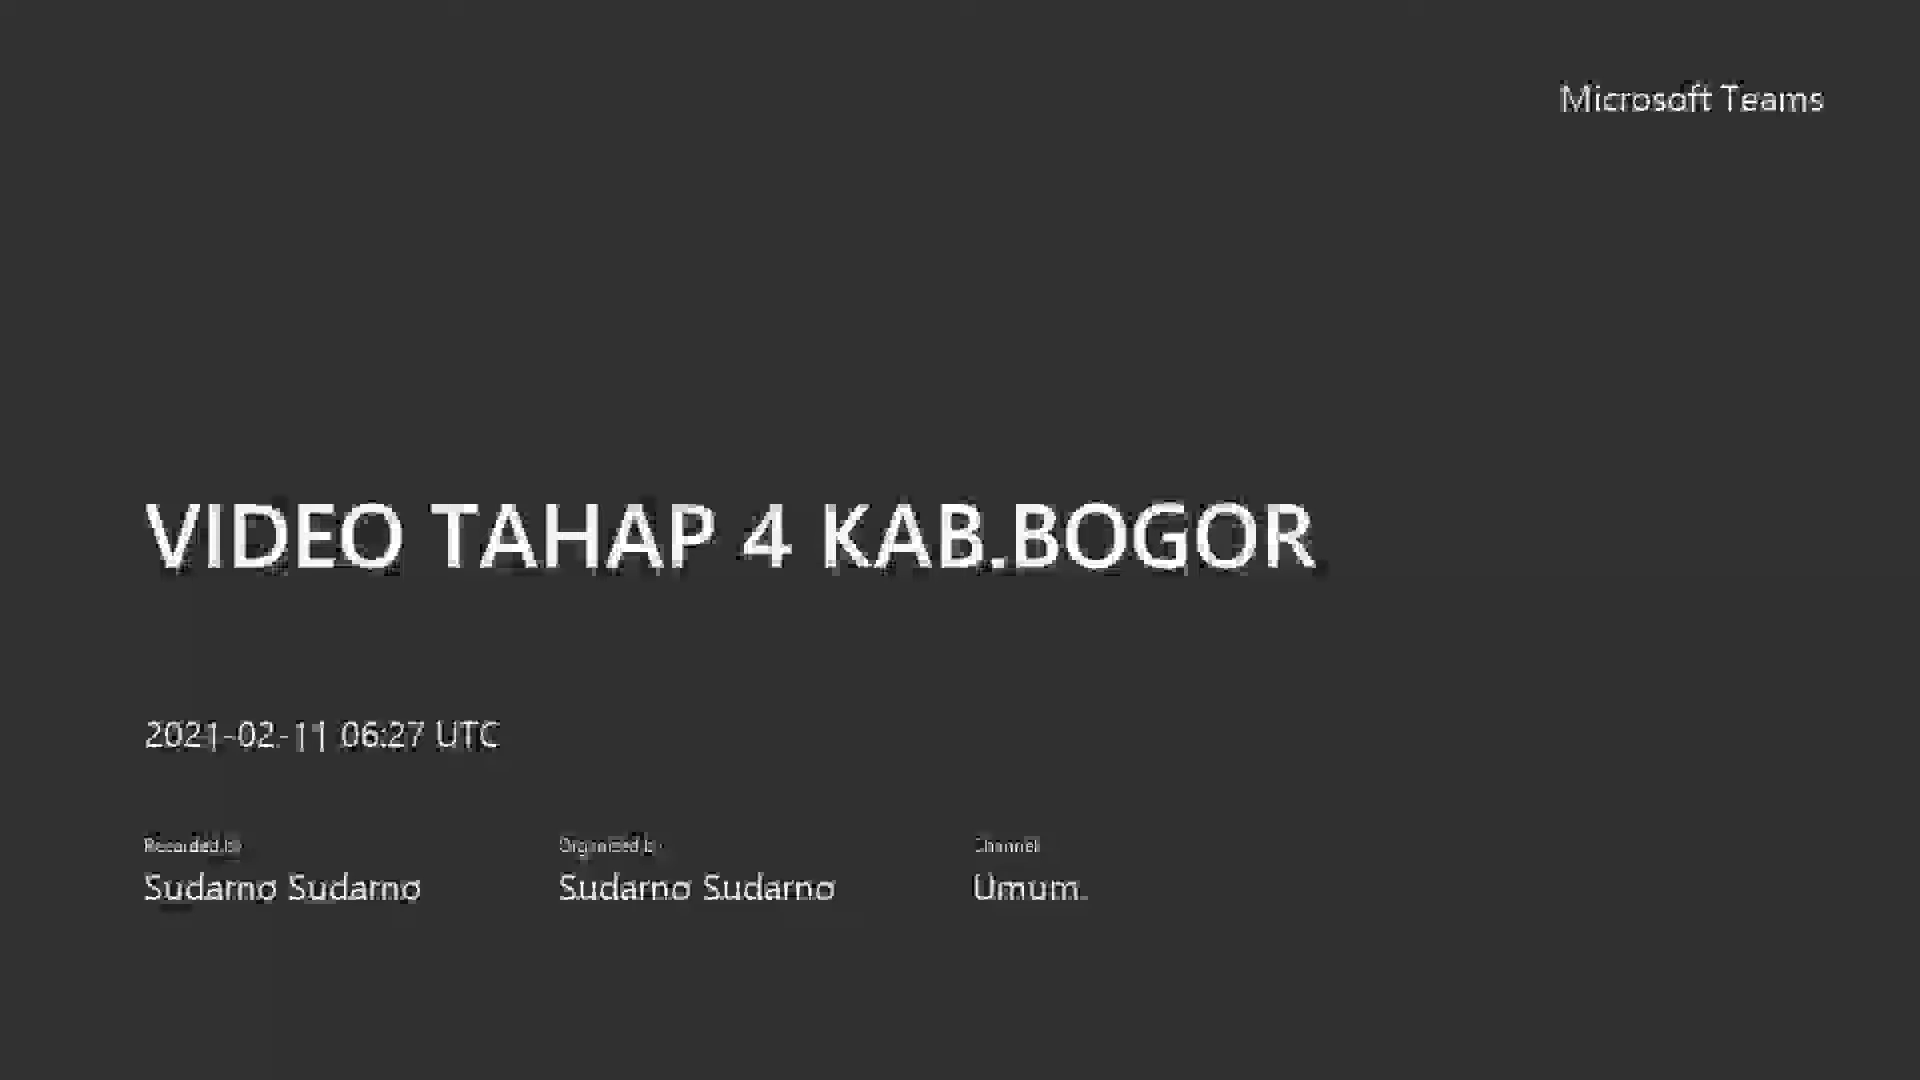 Microsoft Teams
VIDEO TAHAP 4 KAB.BOGOR
2021-02-11 06:27 UTC
Recorded by
Organized by
Channel
Sudarno Sudarno
Sudarno Sudarno
Umum